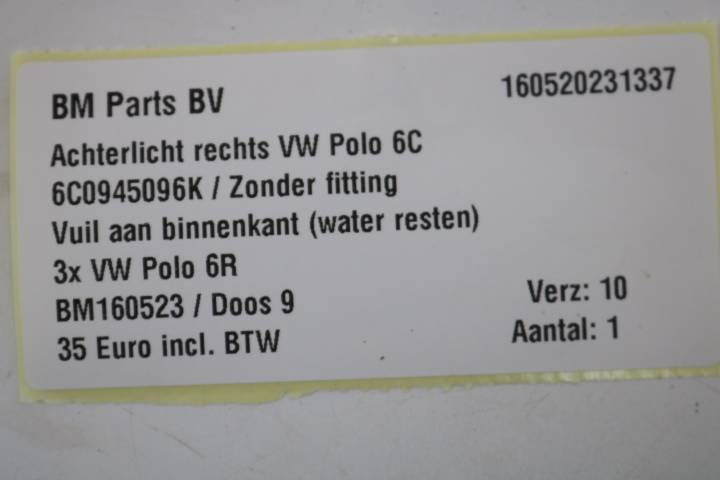 BM Parts BV 160520231337
Achterlicht rechts VW Polo 6C
6C0945096K / Zonder fitting
Vuil aan binnenkant (water resten)
3x VW Polo 6R
BM160523 / Doos 9 Verz: 10
35 Euro incl. BTW Aantal: 1